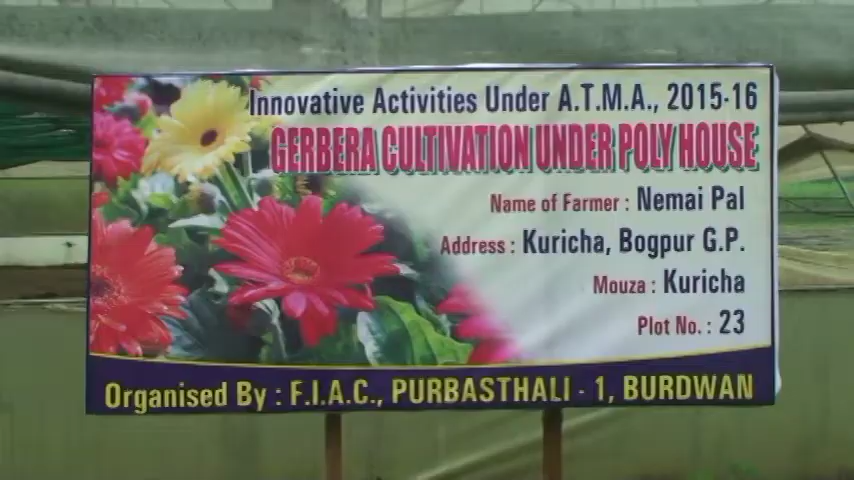 Innovative Activities Under A.T.M.A., 2015-16
GERBERA CULTIVATION UNDER POLY HOUSE
Name of Farmer : Nemai Pal
Address : Kuricha, Bogpur G.P.
Mouza : Kuricha
Plot No. : 23
Organised By : F.I.A.C., PURBASTHALI - 1, BURDWAN